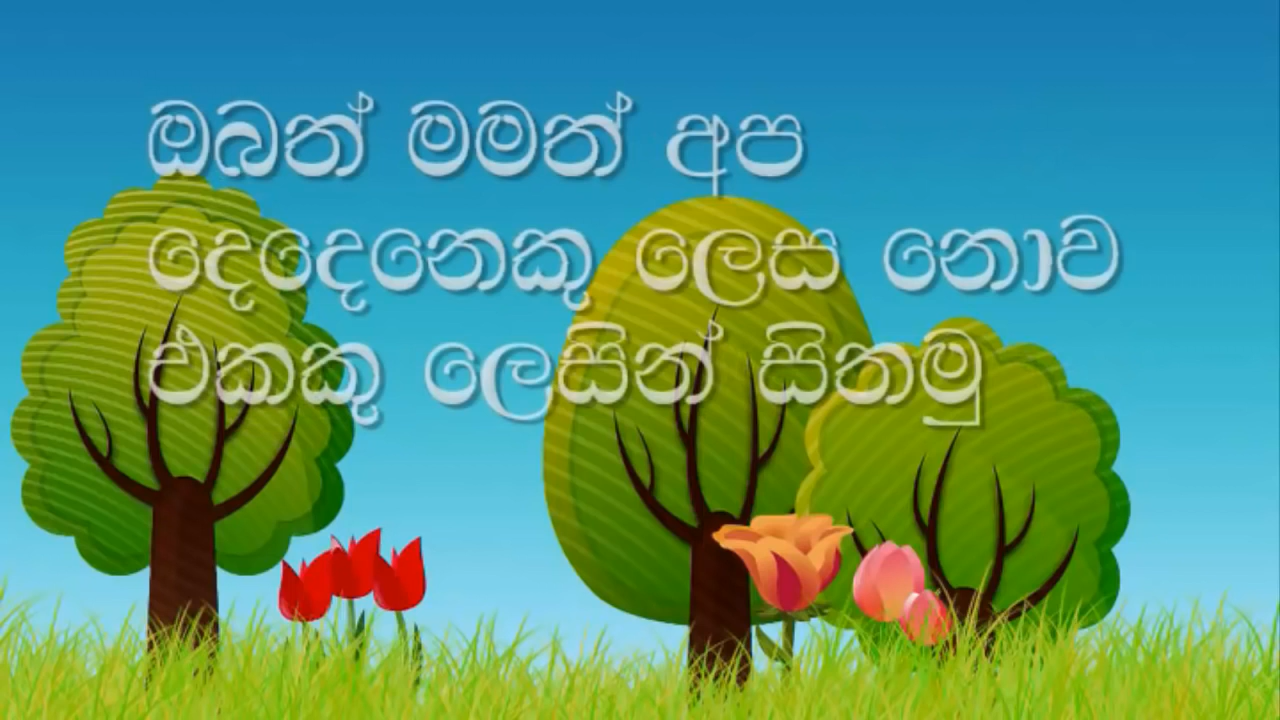 ඔබත් මමත් අප
දෙදෙනෙකු ලෙස නොව
එකකු ලෙසින් සිතමු